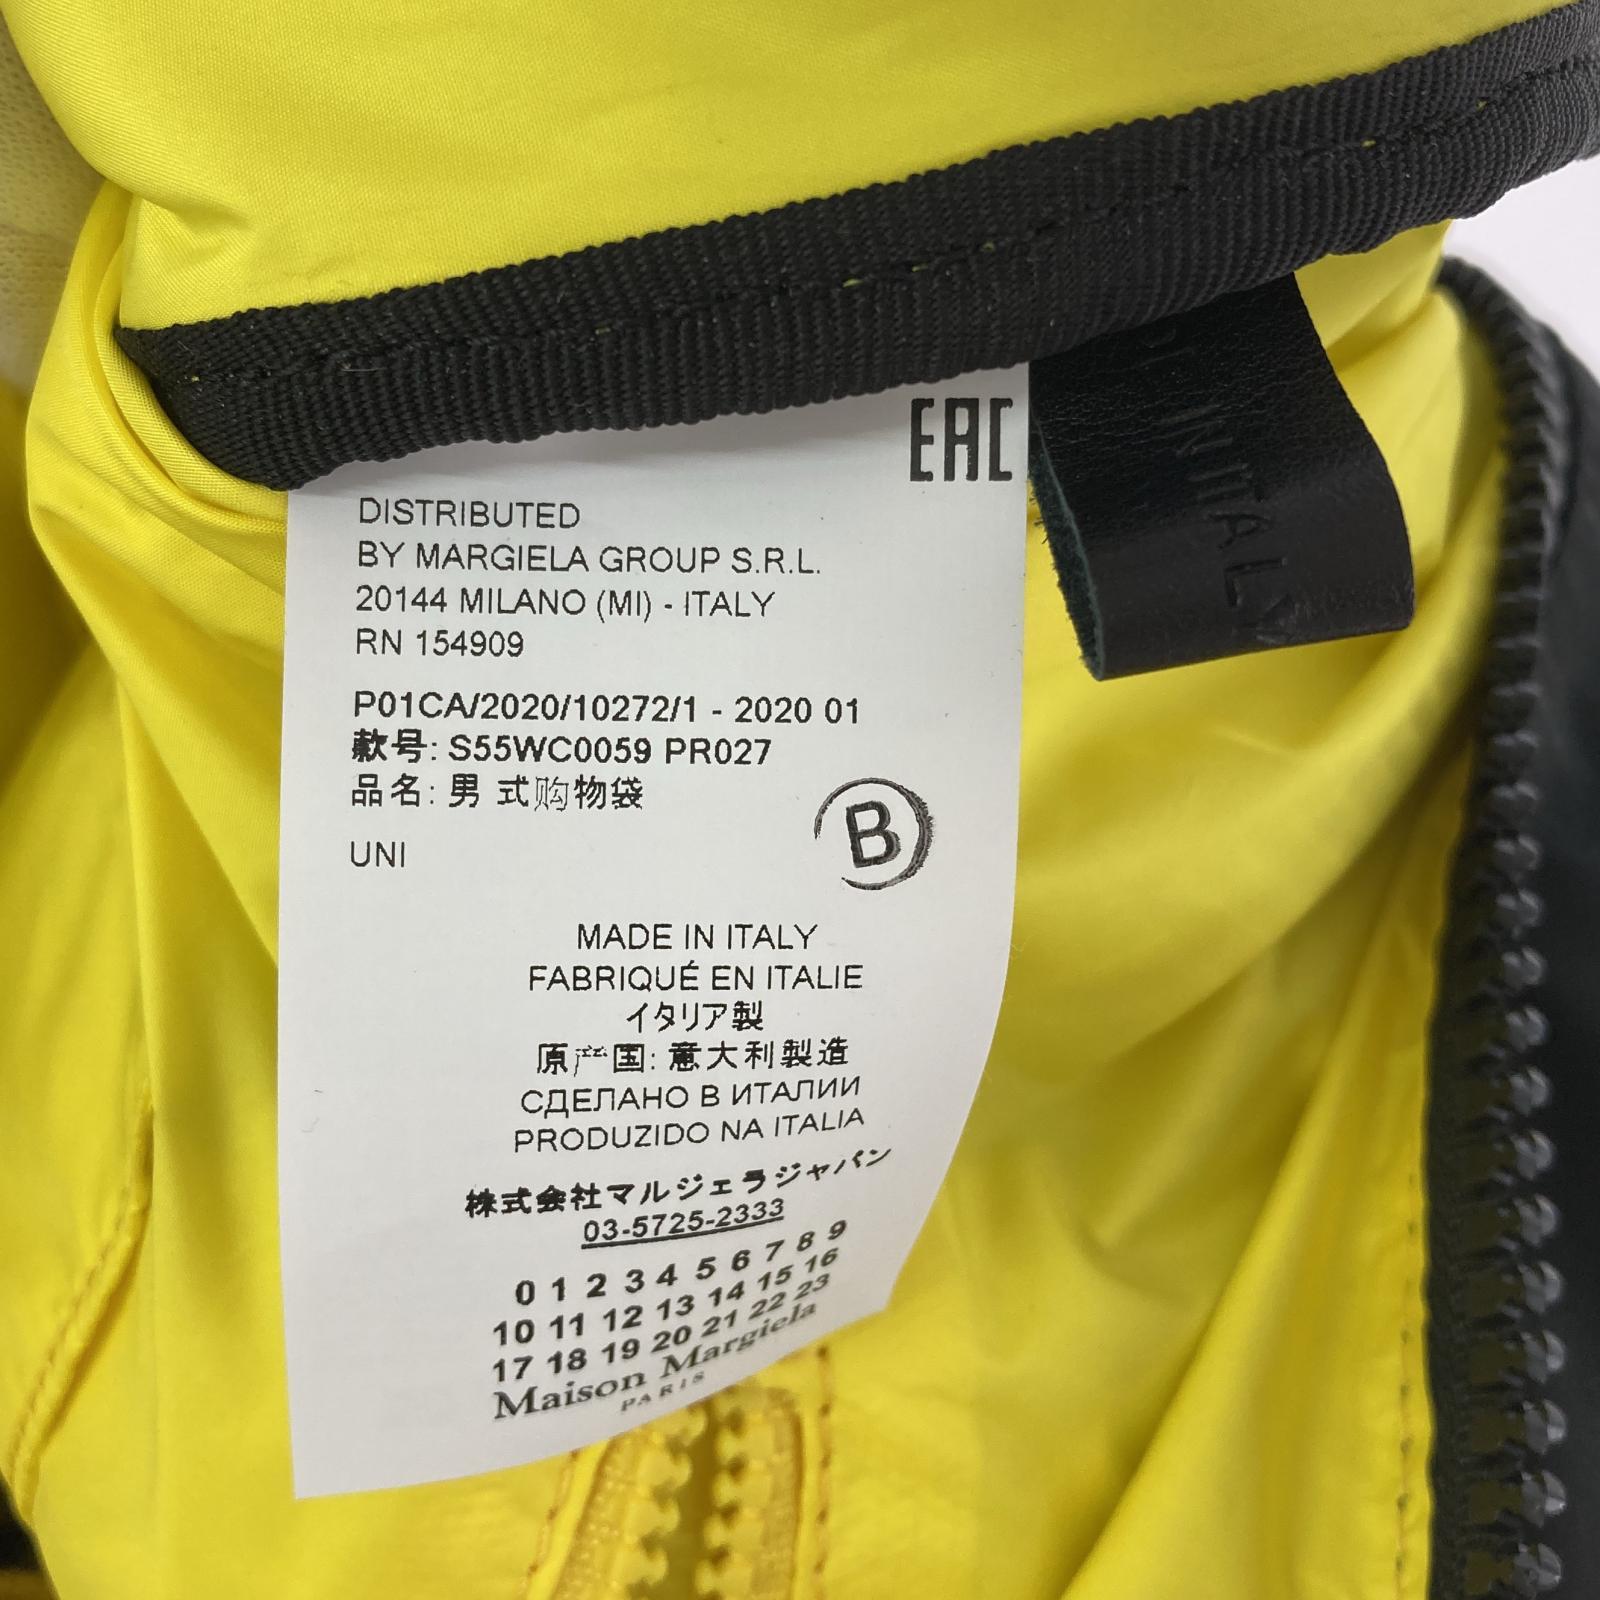 EAC
DISTRIBUTED
BY MARGIELA GROUP S.R.L.
20144 MILANO (MI) - ITALY
RN 154909
P01CA/2020/10272/1 - 2020 01
款号: S55WC0059 PR027
品名: 男 式购物袋
B
UNI
MADE IN ITALY
FABRIQUÉ EN ITALIE
イタリア製
原产国: 意大利製造
СДЕЛАНО В ИТАЛИИ
PRODUZIDO NA ITALIA
株式会社マルジェラジャパン
03-5725-2333
0 1 2 3 4 5 6 7 8 9
10 11 12 13 14 15 16
17 18 19 20 21 22 23
Maison Margiela
PARIS
IN ITALY